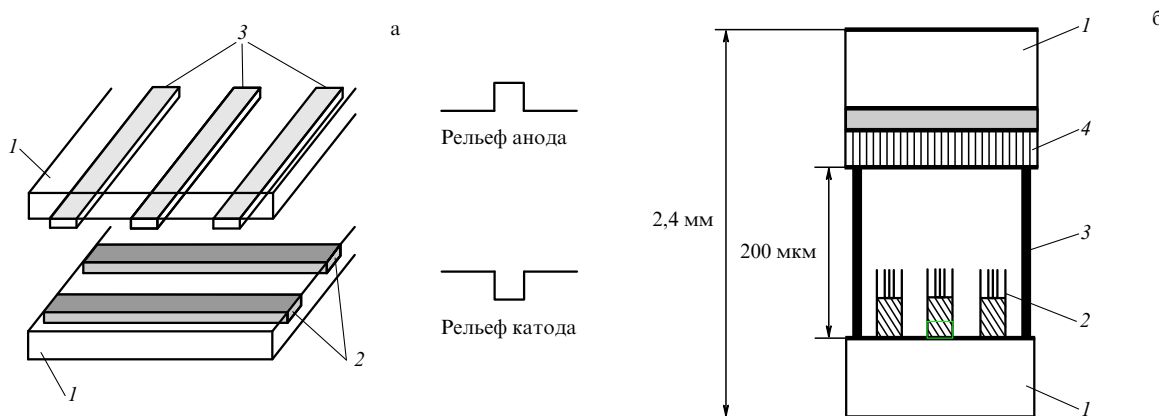 а
3
1
Рельеф анода
Рельеф катода
2
1
б
1
4
2,4 мм
200 мкм
3
2
1